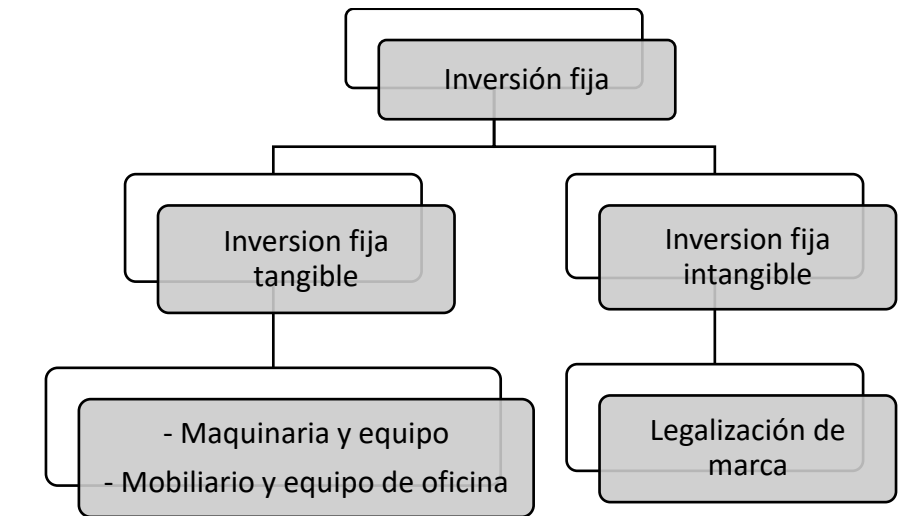 Inversión fija
Inversion fija
tangible
Inversion fija
intangible
- Maquinaria y equipo
- Mobiliario y equipo de oficina
Legalización de
marca